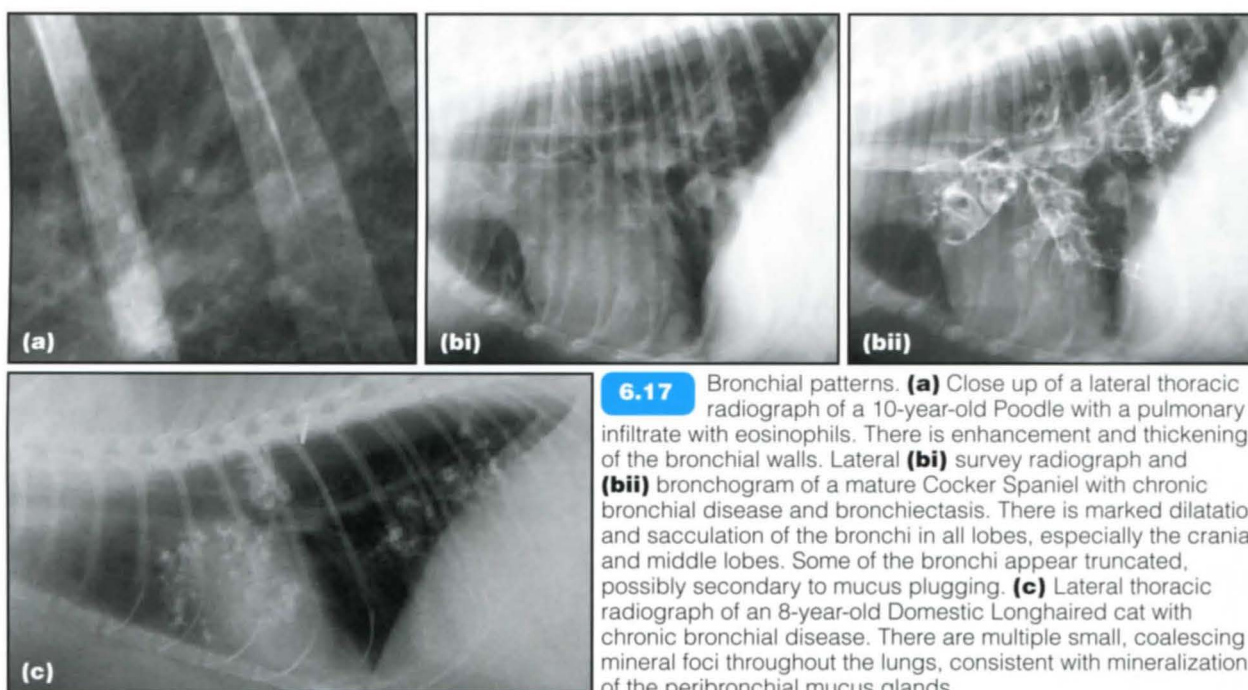 (a)
(bi)
(bii)
(c)
6.17 Bronchial patterns. (a) Close up of a lateral thoracic
radiograph of a 10-year-old Poodle with a pulmonary
infiltrate with eosinophils. There is enhancement and thickening
of the bronchial walls. Lateral (bi) survey radiograph and
(bii) bronchogram of a mature Cocker Spaniel with chronic
bronchial disease and bronchiectasis. There is marked dilatatio
and sacculation of the bronchi in all lobes, especially the crania
and middle lobes. Some of the bronchi appear truncated,
possibly secondary to mucus plugging. (c) Lateral thoracic
radiograph of an 8-year-old Domestic Longhaired cat with
chronic bronchial disease. There are multiple small, coalescing
mineral foci throughout the lungs, consistent with mineralization
of the peribronchial mucus glands